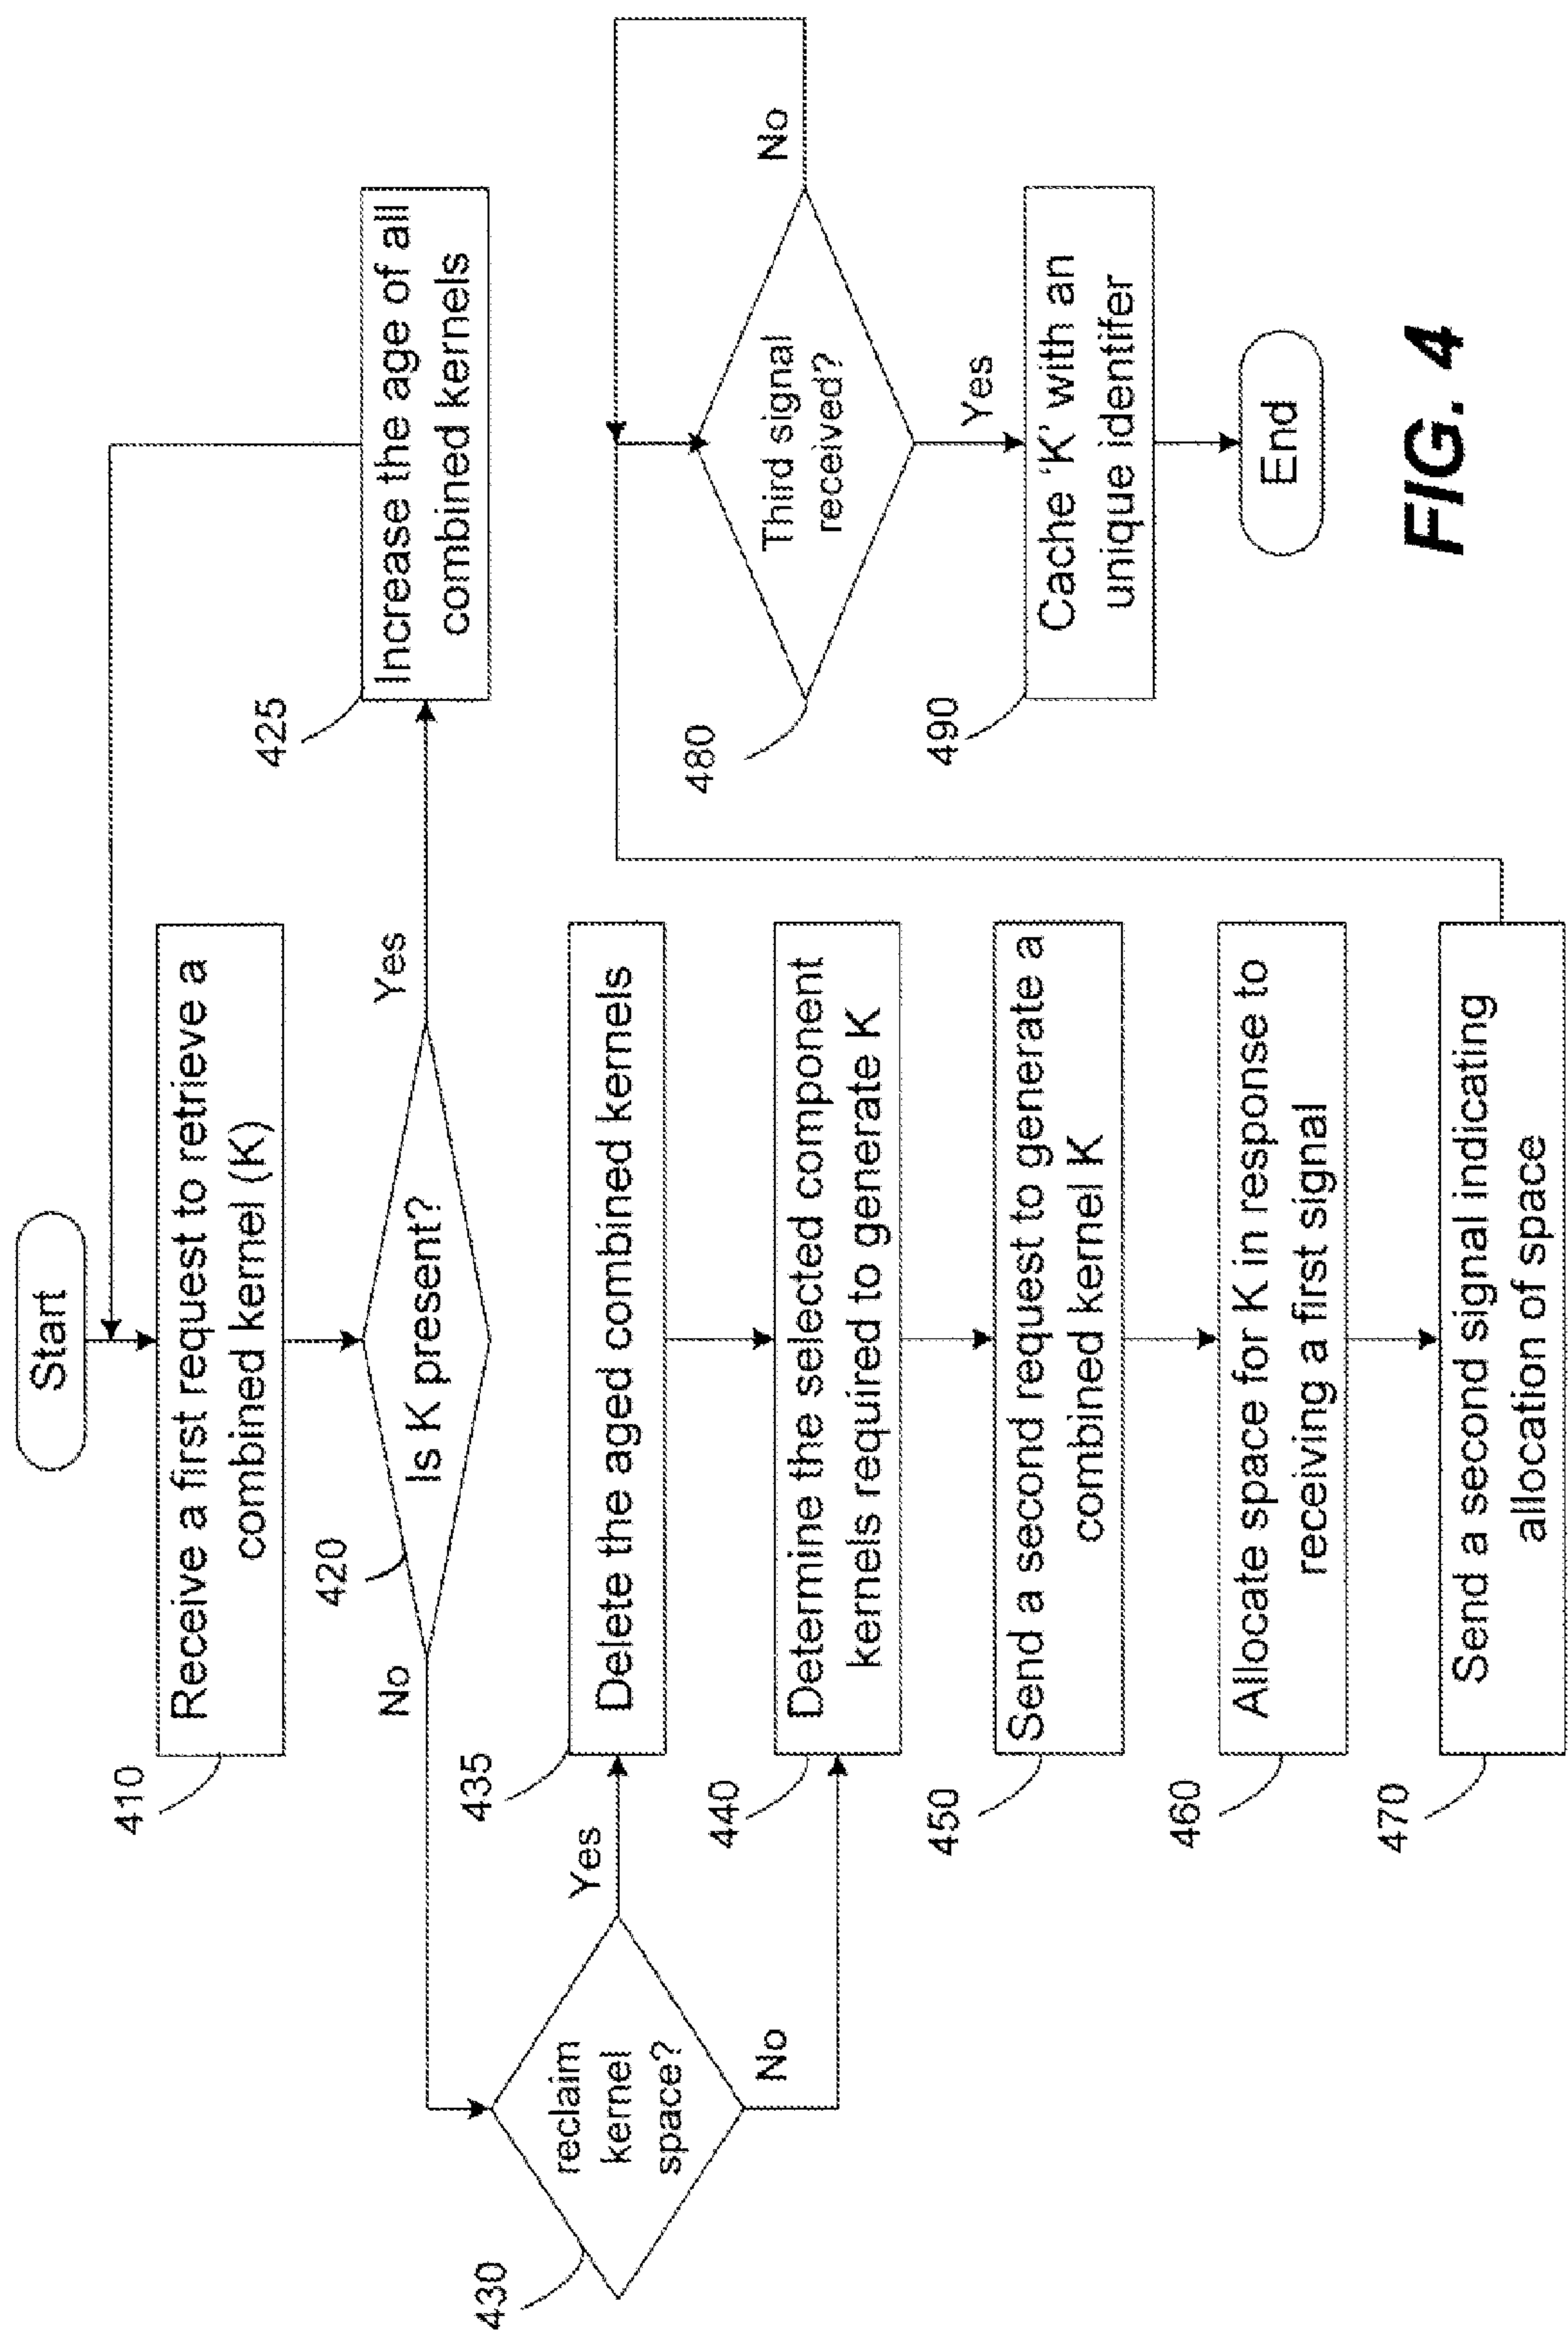 Start
410
Receive a first request to retrieve a
combined kernel (K)
420
Is K present?
Yes
No
425
Increase the age of all
combined kernels
430
reclaim
kernel
space?
Yes
No
435
Delete the aged combined kernels
440
Determine the selected component
kernels required to generate K
450
Send a second request to generate a
combined kernel K
460
Allocate space for K in response to
receiving a first signal
470
Send a second signal indicating
allocation of space
480
Third signal
received?
No
Yes
490
Cache ‘K’ with an
unique identifer
End
FIG. 4